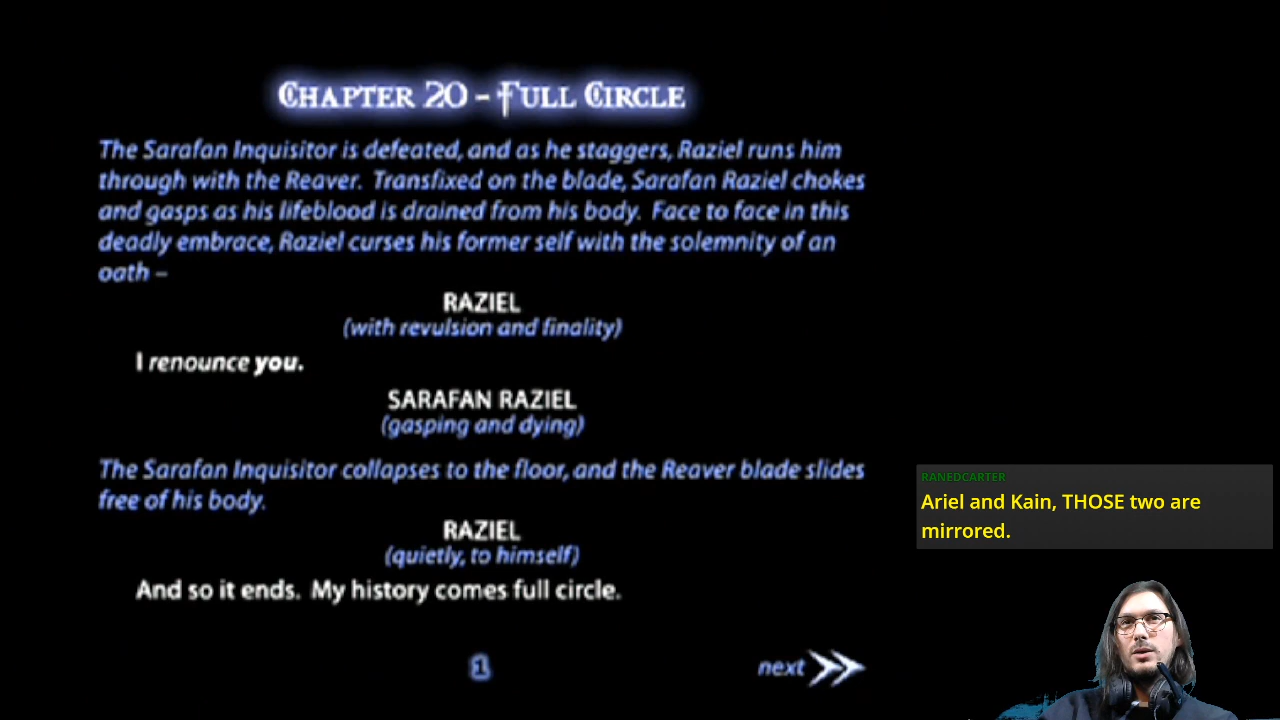 Chapter 20 - Full Circle
The Sarafan Inquisitor is defeated, and as he staggers, Raziel runs him
through with the Reaver. Transfixed on the blade, Sarafan Raziel chokes
and gasps as his lifeblood is drained from his body. Face to face in this
deadly embrace, Raziel curses his former self with the solemnity of an
oath –
RAZIEL
(with revulsion and finality)
I renounce you.
SARAFAN RAZIEL
(gasping and dying)
The Sarafan Inquisitor collapses to the floor, and the Reaver blade slides
free of his body.
RAZIEL
(quietly, to himself)
And so it ends. My history comes full circle.
1
next
RANEDCARTER
Ariel and Kain, THOSE two are
mirrored.